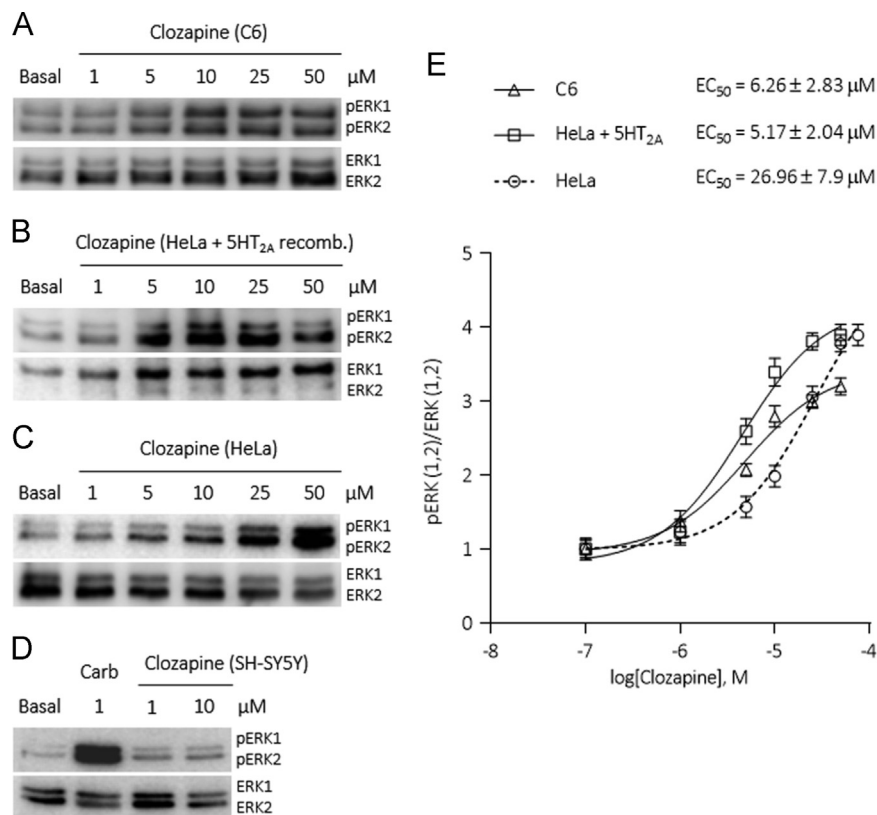 A
Clozapine (C6)
Basal 1 5 10 25 50 μM
pERK1
pERK2
ERK1
ERK2
B
Clozapine (HeLa + 5HT2A recomb.)
Basal 1 5 10 25 50 μM
pERK1
pERK2
ERK1
ERK2
C
Clozapine (HeLa)
Basal 1 5 10 25 50 μM
pERK1
pERK2
ERK1
ERK2
D
Carb Clozapine (SH-SY5Y)
Basal 1 1 10 μM
pERK1
pERK2
ERK1
ERK2
E
C6 EC50 = 6.26 ± 2.83 μM
HeLa + 5HT2A EC50 = 5.17 ± 2.04 μM
HeLa EC50 = 26.96 ± 7.9 μM
pERK (1,2)/ERK (1,2)
5
4
3
2
1
0
-8 -7 -6 -5 -4
log[Clozapine], M